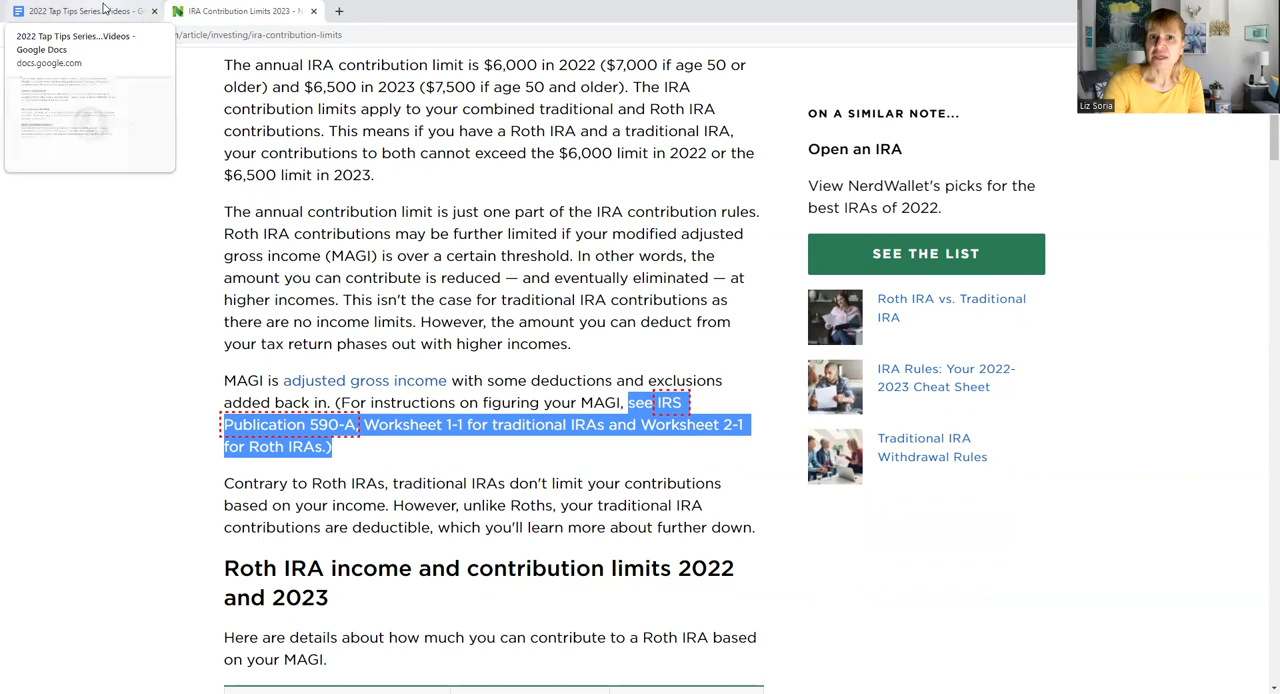 2022 Tap Tips Series...Videos - G
IRA Contribution Limits 2023 - N
2022 Tap Tips Series...Videos -
Google Docs
docs.google.com
/article/investing/ira-contribution-limits
Liz Soria
The annual IRA contribution limit is $6,000 in 2022 ($7,000 if age 50 or
older) and $6,500 in 2023 ($7,500 if age 50 and older). The IRA
contribution limits apply to your combined traditional and Roth IRA
contributions. This means if you have a Roth IRA and a traditional IRA,
your contributions to both cannot exceed the $6,000 limit in 2022 or the
$6,500 limit in 2023.
The annual contribution limit is just one part of the IRA contribution rules.
Roth IRA contributions may be further limited if your modified adjusted
gross income (MAGI) is over a certain threshold. In other words, the
amount you can contribute is reduced — and eventually eliminated — at
higher incomes. This isn't the case for traditional IRA contributions as
there are no income limits. However, the amount you can deduct from
your tax return phases out with higher incomes.
MAGI is adjusted gross income with some deductions and exclusions
added back in. (For instructions on figuring your MAGI, see IRS
Publication 590-A, Worksheet 1-1 for traditional IRAs and Worksheet 2-1
for Roth IRAs.)
Contrary to Roth IRAs, traditional IRAs don't limit your contributions
based on your income. However, unlike Roths, your traditional IRA
contributions are deductible, which you'll learn more about further down.
Roth IRA income and contribution limits 2022
and 2023
Here are details about how much you can contribute to a Roth IRA based
on your MAGI.
ON A SIMILAR NOTE...
Open an IRA
View NerdWallet's picks for the
best IRAs of 2022.
SEE THE LIST
Roth IRA vs. Traditional
IRA
IRA Rules: Your 2022-
2023 Cheat Sheet
Traditional IRA
Withdrawal Rules